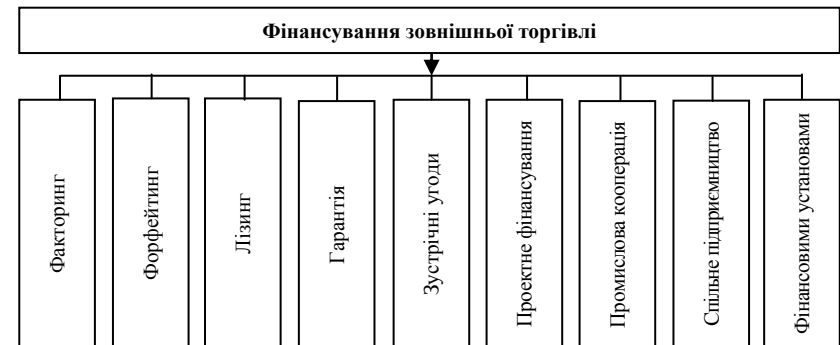 Фінансування зовнішньої торгівлі
Факторинг
Форфейтинг
Лізинг
Гарантія
Зустрічні угоди
Проектне фінансування
Промислова кооперація
Спільне підприємництво
Фінансовими установами